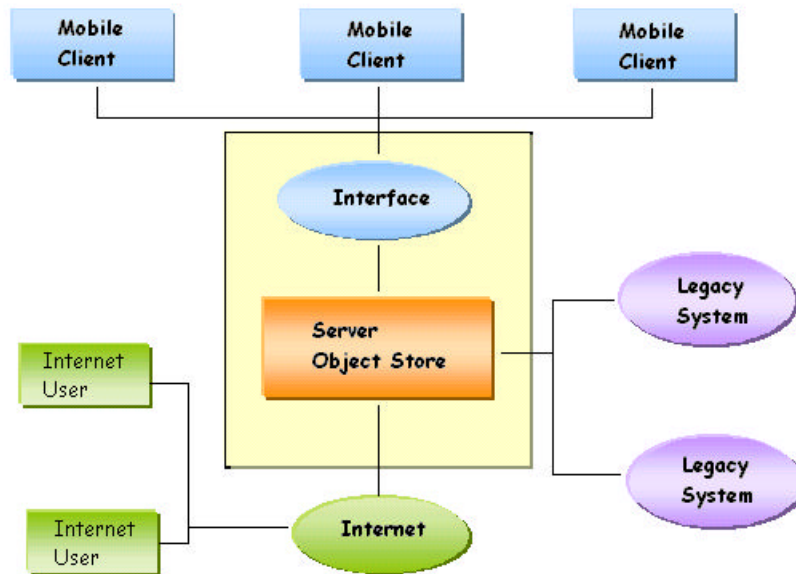 Mobile
Client
Mobile
Client
Mobile
Client
Interface
Legacy
System
Server
Object Store
Internet
User
Legacy
System
Internet
User
Internet